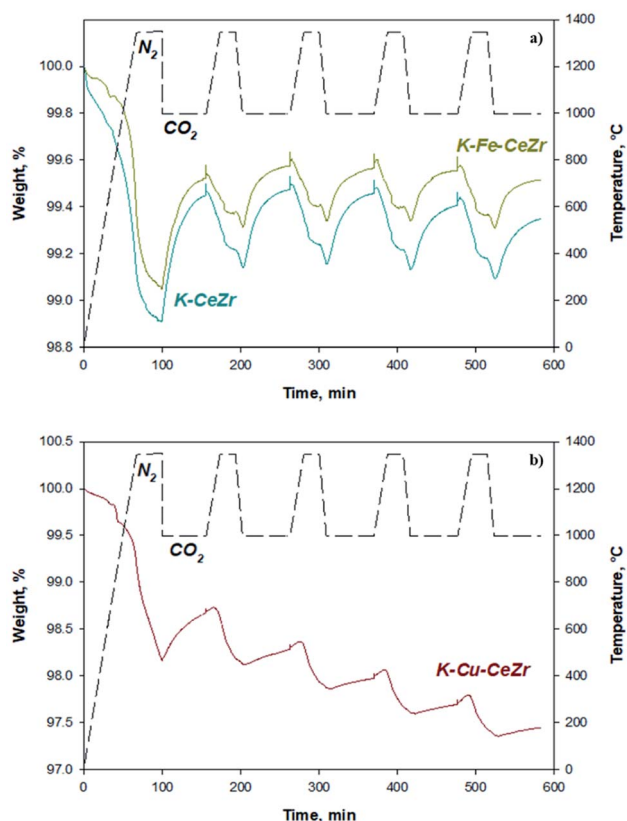 a)
1400
100.0
N2
1200
99.8
1000
CO2
99.6
K-Fe-CeZr
800
Weight, %
Temperature, °C
99.4
600
99.2
400
99.0
K-CeZr
200
98.8
0
0 100 200 300 400 500 600
Time, min
100.5
b)
1400
N2
100.0
1200
99.5
1000
CO2
99.0
800
Weight, %
Temperature, °C
98.5
600
98.0
K-Cu-CeZr
400
97.5
200
97.0
0
0 100 200 300 400 500 600
Time, min